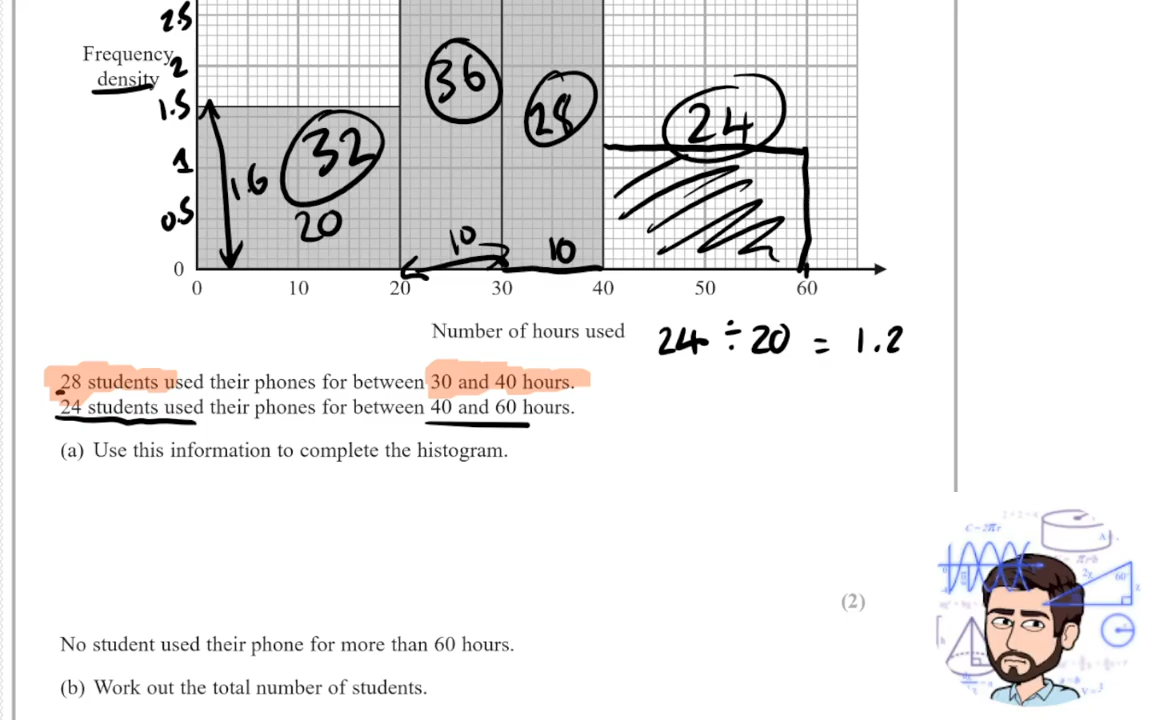 2.5
Frequency
density
2
1.5
1
0.5
0
36
28
24
32
1.6
20
10
10
0 10 20 30 40 50 60
Number of hours used
24 ÷ 20 = 1.2
28 students used their phones for between 30 and 40 hours.
24 students used their phones for between 40 and 60 hours.
(a) Use this information to complete the histogram.
(2)
No student used their phone for more than 60 hours.
(b) Work out the total number of students.